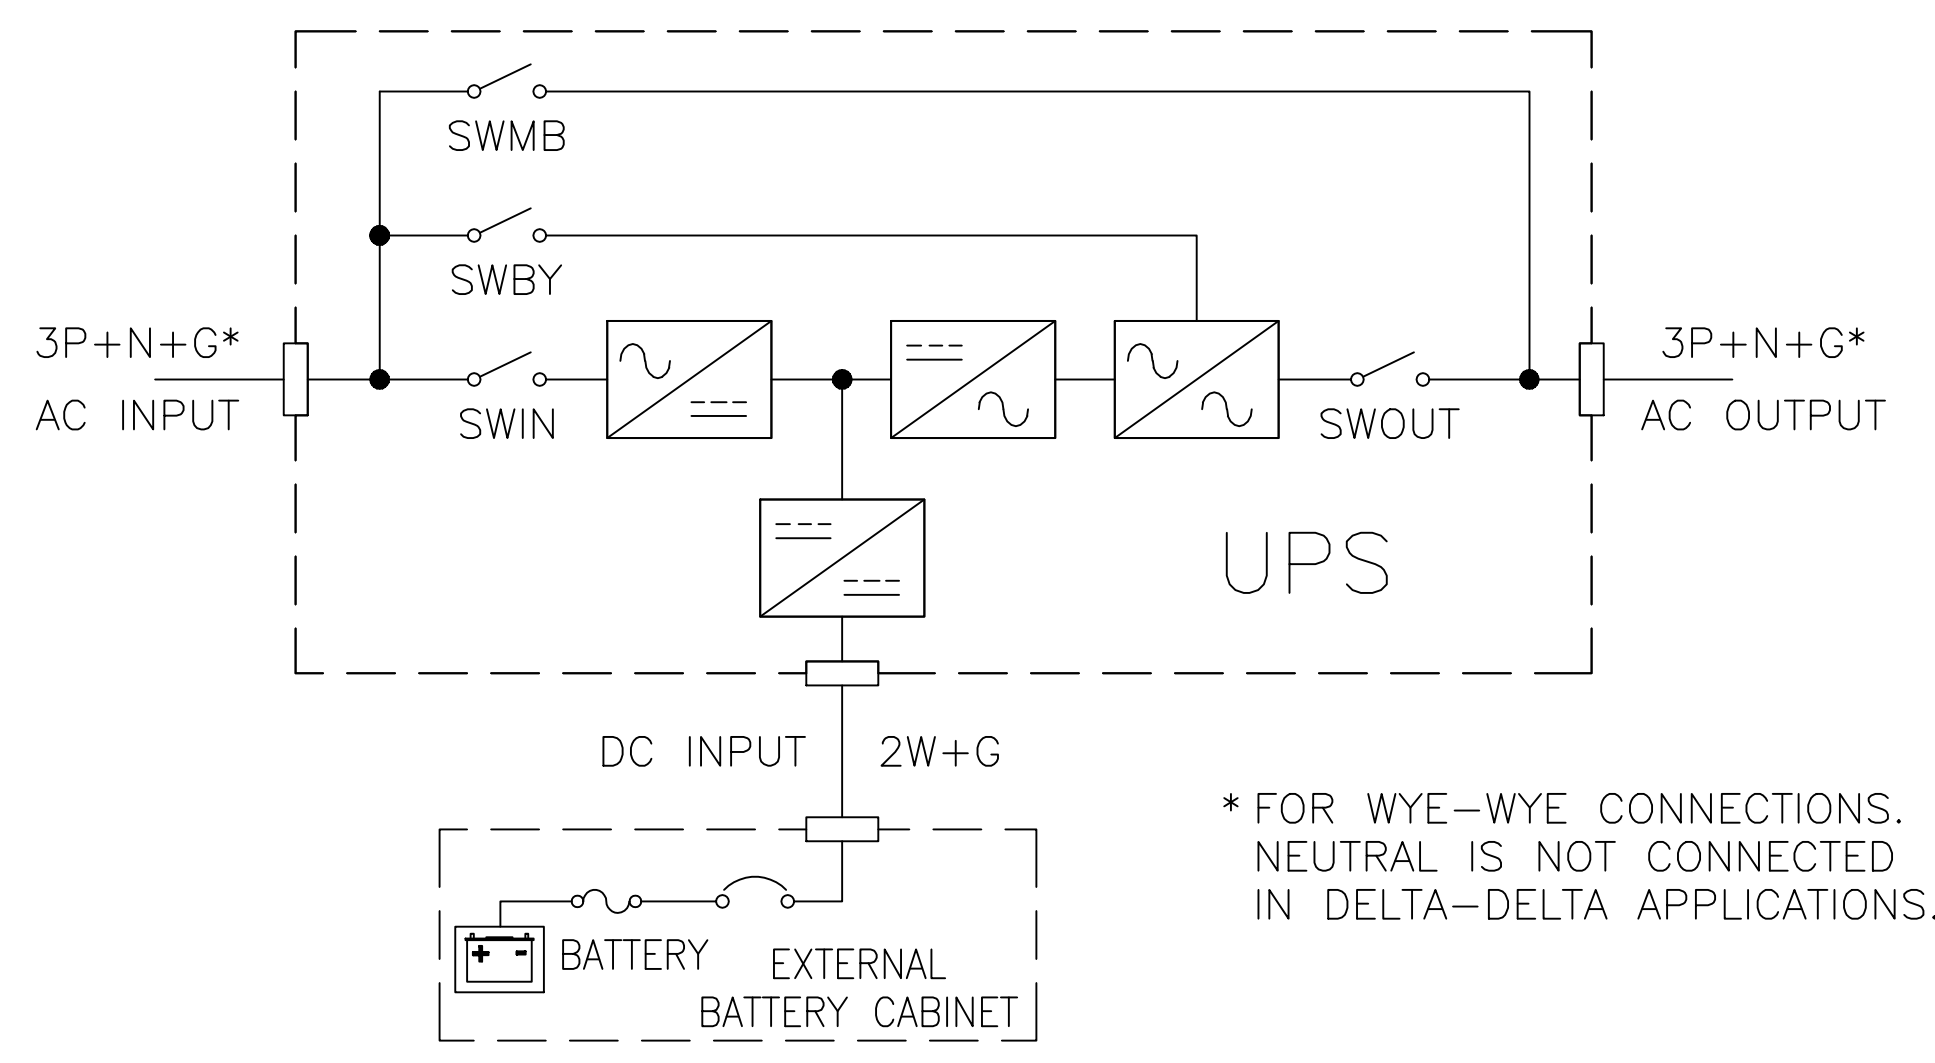 SWMB
SWBY
3P+N+G*
AC INPUT
SWIN
SWOUT
3P+N+G*
AC OUTPUT
UPS
DC INPUT
2W+G
* FOR WYE-WYE CONNECTIONS.
NEUTRAL IS NOT CONNECTED
IN DELTA-DELTA APPLICATIONS.
BATTERY
EXTERNAL
BATTERY CABINET